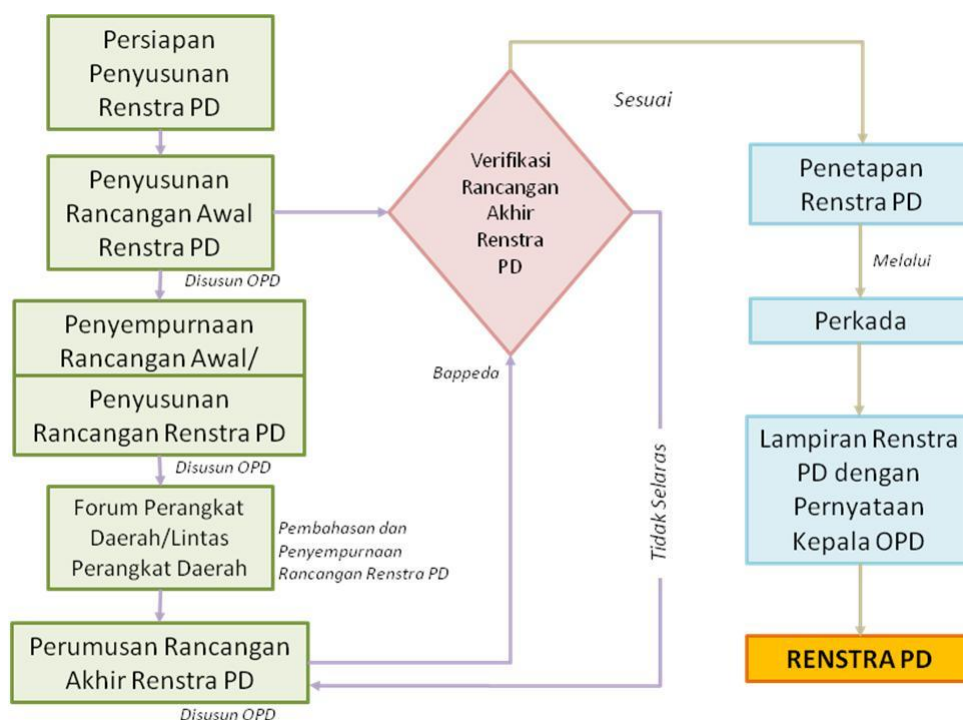 Persiapan
Penyusunan
Renstra PD
Penyusunan
Rancangan Awal
Renstra PD
Disusun OPD
Penyempurnaan
Rancangan Awal/
Penyusunan
Rancangan Renstra PD
Disusun OPD
Forum Perangkat
Daerah/Lintas
Perangkat Daerah
Pembahasan dan
Penyempurnaan
Rancangan Renstra PD
Perumusan Rancangan
Akhir Renstra PD
Disusun OPD
Verifikasi
Rancangan
Akhir
Renstra
PD
Bappeda
Tidak Selaras
Sesuai
Penetapan
Renstra PD
Melalui
Perkada
Lampiran Renstra
PD dengan
Pernyataan
Kepala OPD
RENSTRA PD